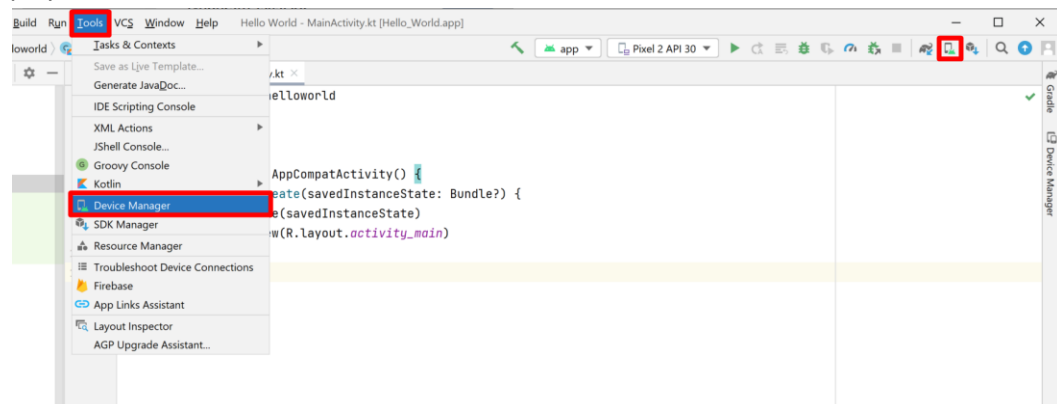 Build Run Tools VCS Window Help Hello World - MainActivity.kt [Hello_World.app]
loworld
app Pixel 2 API 30
Tasks & Contexts
Save as Live Template...
Generate JavaDoc...
IDE Scripting Console
XML Actions
JShell Console...
Groovy Console
Kotlin
Device Manager
SDK Manager
Resource Manager
Troubleshoot Device Connections
Firebase
App Links Assistant
Layout Inspector
AGP Upgrade Assistant...
.kt
elloworld
AppCompatActivity() {
eate(savedInstanceState: Bundle?) {
e(savedInstanceState)
w(R.layout.activity_main)
Gradle
Device Manager